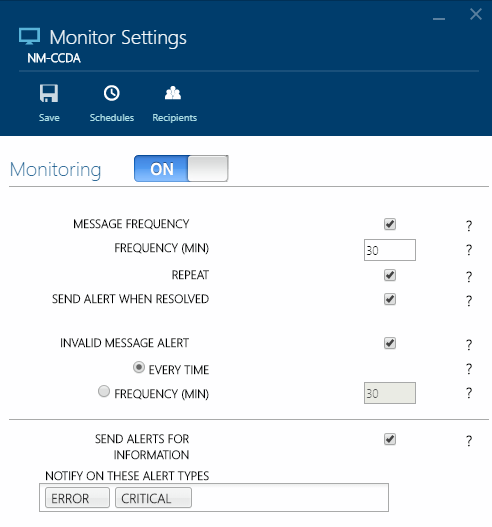 Monitor Settings
NM-CCDA
Save Schedules Recipients
Monitoring ON
MESSAGE FREQUENCY ?
FREQUENCY (MIN) 30 ?
REPEAT ?
SEND ALERT WHEN RESOLVED ?
INVALID MESSAGE ALERT ?
EVERY TIME ?
FREQUENCY (MIN) 30 ?
SEND ALERTS FOR ?
INFORMATION
NOTIFY ON THESE ALERT TYPES
ERROR CRITICAL